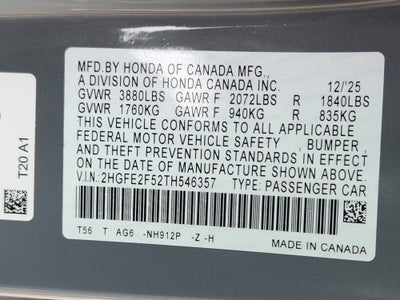 MFD.BY HONDA OF CANADA MFG.,
A DIVISION OF HONDA CANADA INC. 12/'25
GVWR 3880LBS GAWR F 2072LBS R 1840LBS
GVWR 1760KG GAWR F 940KG R 835KG
THIS VEHICLE CONFORMS TO ALL APPLICABLE
FEDERAL MOTOR VEHICLE SAFETY , BUMPER ,
AND THEFT PREVENTION STANDARDS IN EFFECT
ON THE DATE OF MANUFACTURE SHOWN ABOVE.
V.I.N:2HGFE2F52TH546357 TYPE: PASSENGER CAR
T56 T AG6 -NH912P -Z -H
MADE IN CANADA
T20 A1